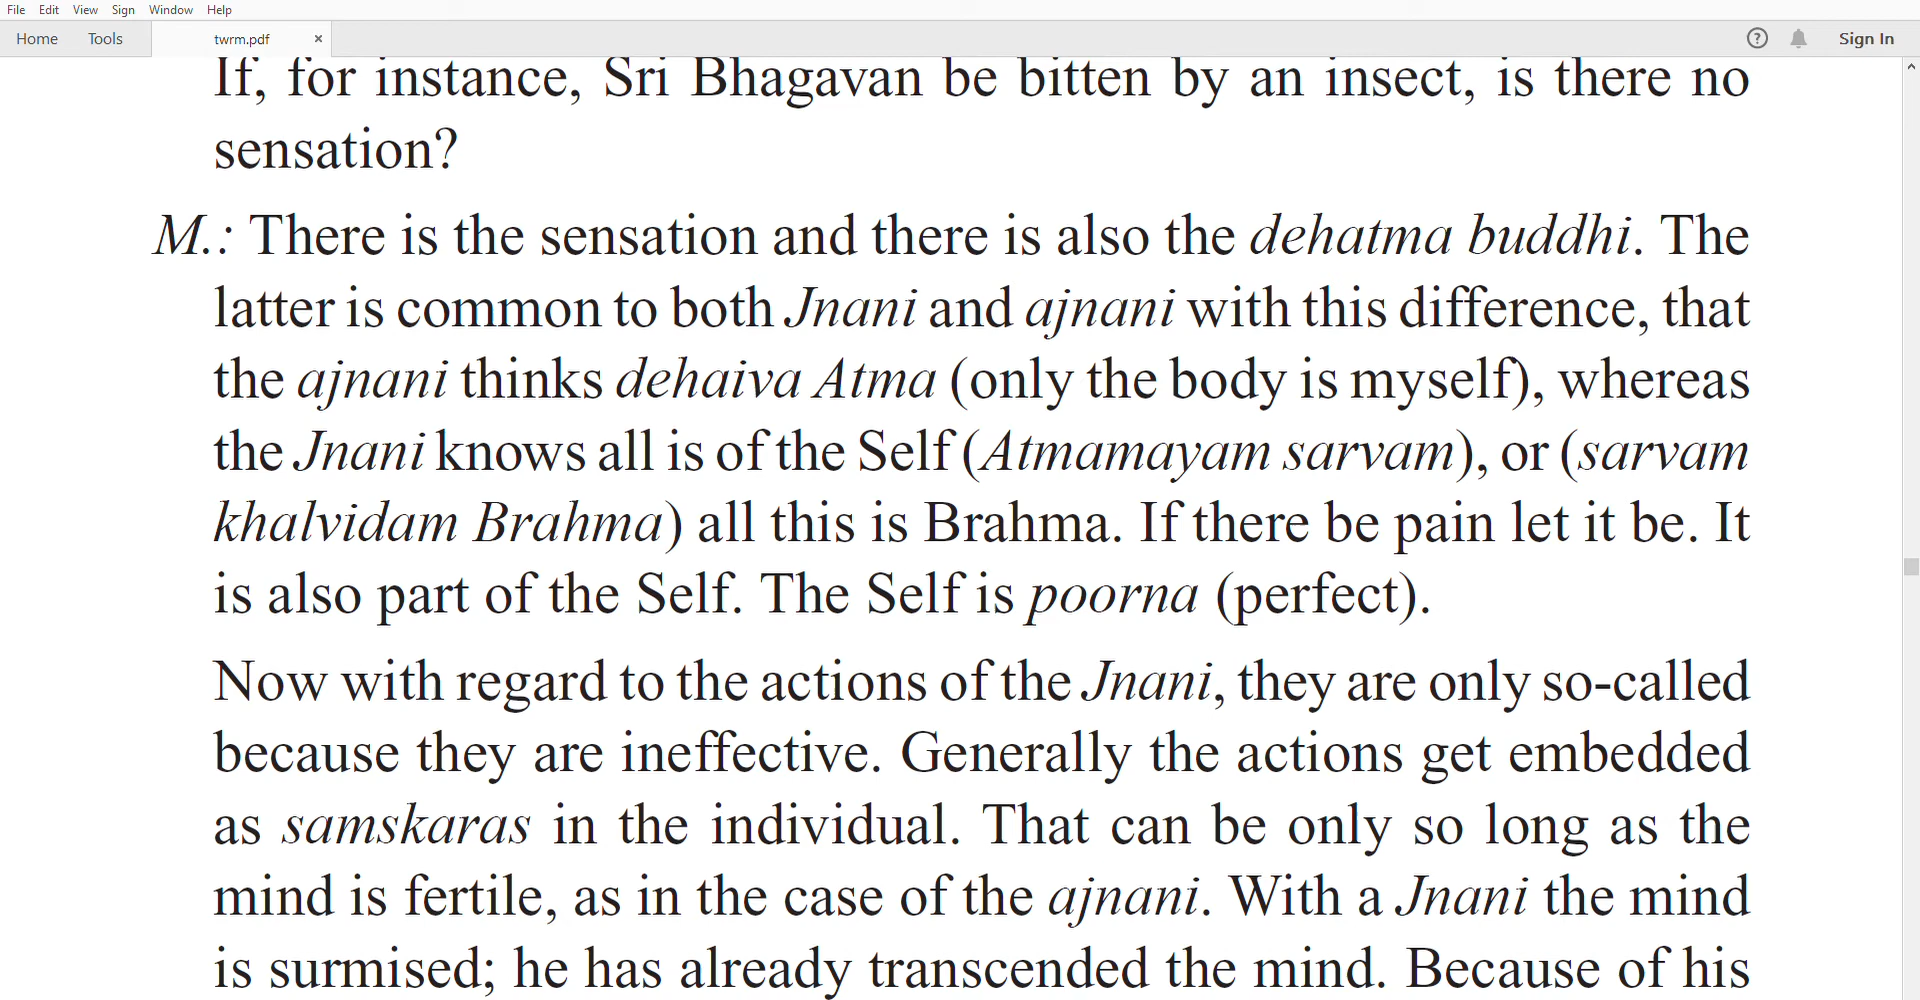 File Edit View Sign Window Help
Home Tools twrm.pdf × ? Sign In
If, for instance, Sri Bhagavan be bitten by an insect, is there no
sensation?
M.: There is the sensation and there is also the dehatma buddhi. The
latter is common to both Jnani and ajnani with this difference, that
the ajnani thinks dehaiva Atma (only the body is myself), whereas
the Jnani knows all is of the Self (Atmamayam sarvam), or (sarvam
khalvidam Brahma) all this is Brahma. If there be pain let it be. It
is also part of the Self. The Self is poorna (perfect).
Now with regard to the actions of the Jnani, they are only so-called
because they are ineffective. Generally the actions get embedded
as samskaras in the individual. That can be only so long as the
mind is fertile, as in the case of the ajnani. With a Jnani the mind
is surmised; he has already transcended the mind. Because of his